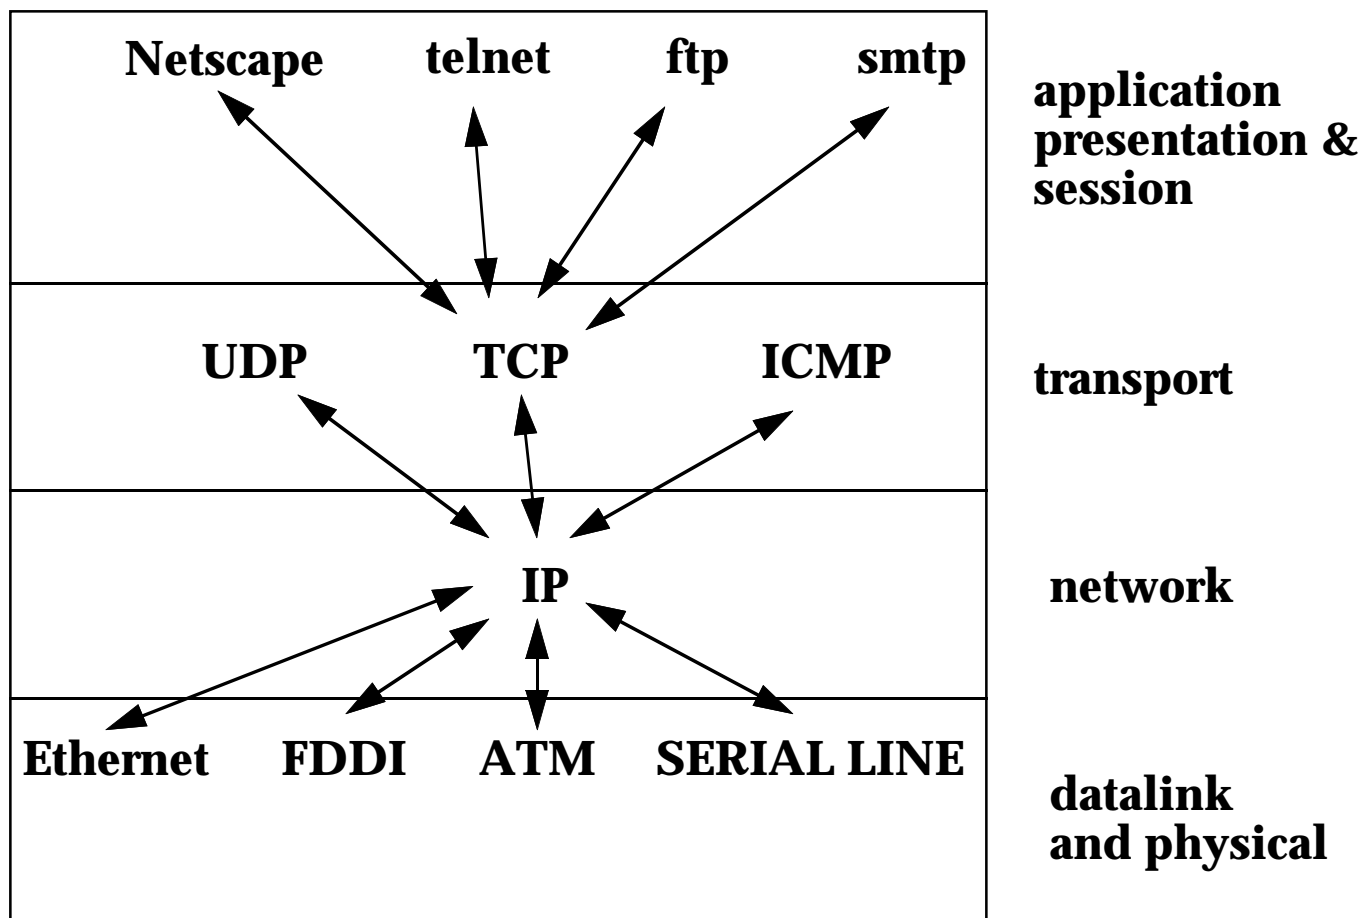 Netscape telnet ftp smtp
application
presentation &
session
UDP TCP ICMP
transport
IP
network
Ethernet FDDI ATM SERIAL LINE
datalink
and physical